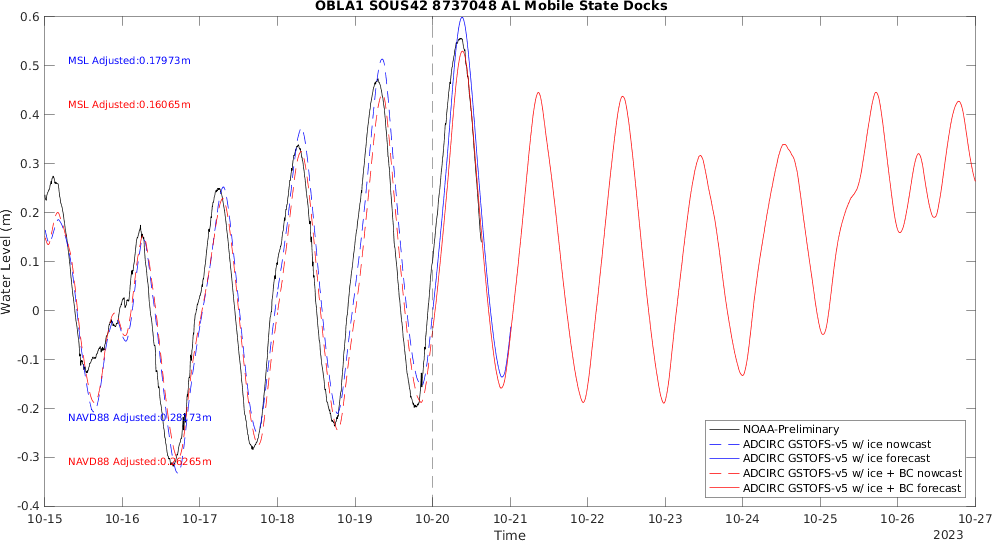 OBLA1 SOUS42 8737048 AL Mobile State Docks
0.6
0.5
0.4
0.3
0.2
0.1
0
-0.1
-0.2
-0.3
-0.4
Water Level (m)
MSL Adjusted:0.17973m
MSL Adjusted:0.16065m
NAVD88 Adjusted:0.28173m
NAVD88 Adjusted:0.26265m
NOAA-Preliminary
ADCIRC GSTOFS-v5 w/ ice nowcast
ADCIRC GSTOFS-v5 w/ ice forecast
ADCIRC GSTOFS-v5 w/ ice + BC nowcast
ADCIRC GSTOFS-v5 w/ ice + BC forecast
10-15 10-16 10-17 10-18 10-19 10-20 10-21 10-22 10-23 10-24 10-25 10-26 10-27
Time
2023